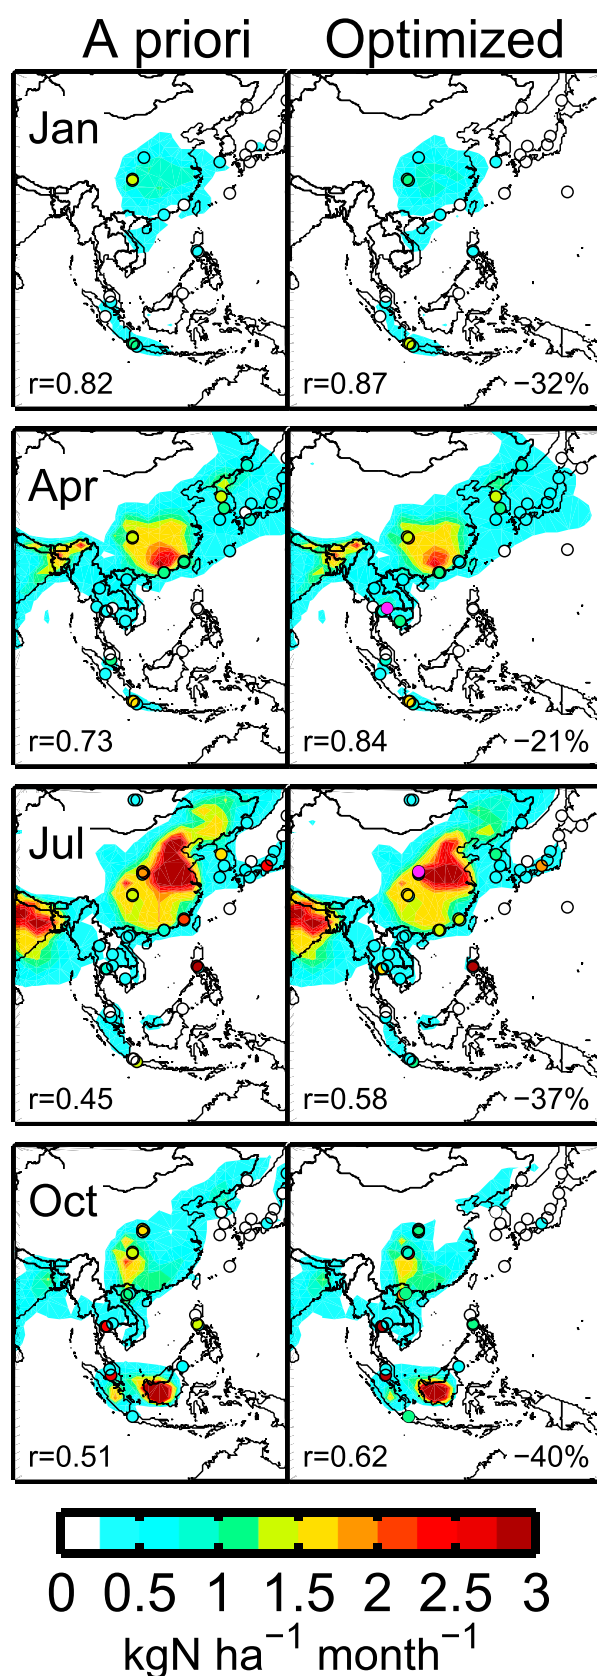 A priori Optimized
Jan
r=0.82 r=0.87 −32%
Apr
r=0.73 r=0.84 −21%
Jul
r=0.45 r=0.58 −37%
Oct
r=0.51 r=0.62 −40%
0 0.5 1 1.5 2 2.5 3
kgN ha⁻¹ month⁻¹